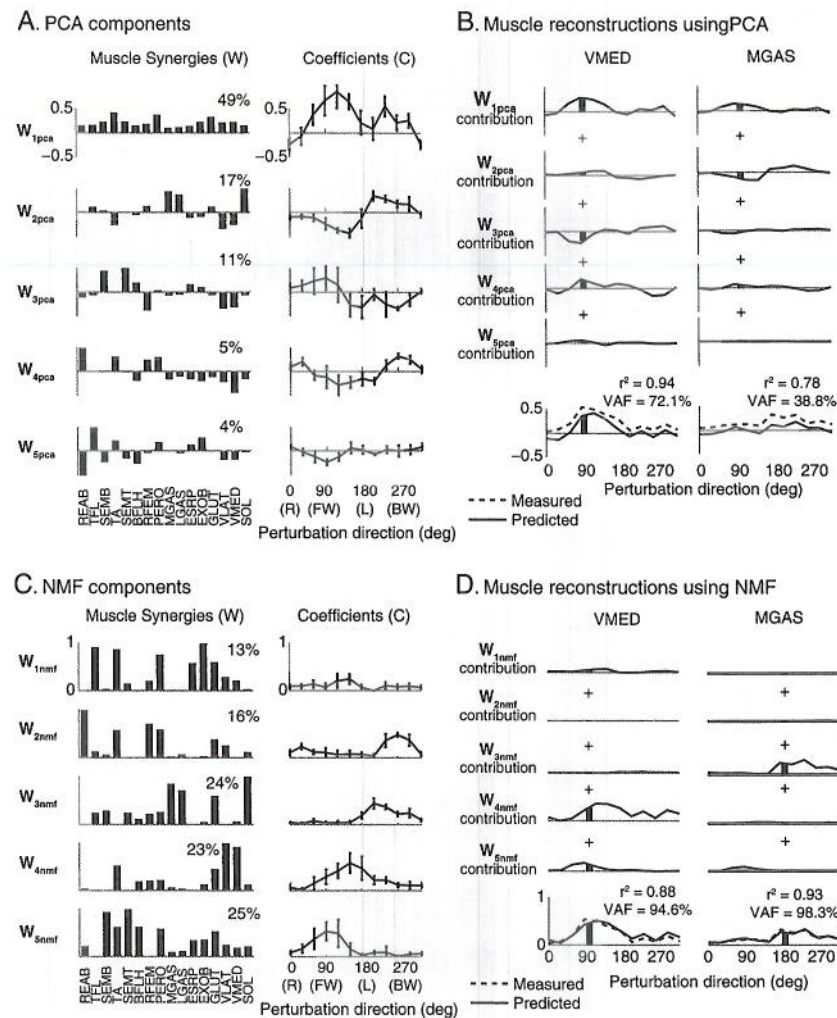 A. PCA components
Muscle Synergies (W)
Coefficients (C)
49%
0.5
W1pca
−0.5
0.5
0
−0.5
17%
W2pca
11%
W3pca
5%
W4pca
4%
W5pca
REAB
TFL
SEMB
TA
SEMT
BFLH
RFEM
PERO
MGAS
LGAS
ESRP
EXOB
GLUT
VLAT
VMED
SOL
0 90 180 270
(R) (FW) (L) (BW)
Perturbation direction (deg)
B. Muscle reconstructions usingPCA
VMED
MGAS
W1pca
contribution
+ +
W2pca
contribution
+ +
W3pca
contribution
+ +
W4pca
contribution
+ +
W5pca
contribution
r² = 0.94
VAF = 72.1%
r² = 0.78
VAF = 38.8%
0.5
−0.5
0 90 180 270
0 90 180 270
Perturbation direction (deg)
Measured
Predicted
C. NMF components
Muscle Synergies (W)
Coefficients (C)
1
W1nmf
0
13%
1
0
W2nmf
16%
W3nmf
24%
W4nmf
23%
W5nmf
25%
REAB
TFL
SEMB
TA
SEMT
BFLH
RFEM
PERO
MGAS
LGAS
ESRP
EXOB
GLUT
VLAT
VMED
SOL
0 90 180 270
(R) (FW) (L) (BW)
Perturbation direction (deg)
D. Muscle reconstructions using NMF
VMED
MGAS
W1nmf
contribution
+ +
W2nmf
contribution
+ +
W3nmf
contribution
+ +
W4nmf
contribution
+ +
W5nmf
contribution
r² = 0.88
VAF = 94.6%
r² = 0.93
VAF = 98.3%
1
0
0 90 180 270
0 90 180 270
Perturbation direction (deg)
Measured
Predicted